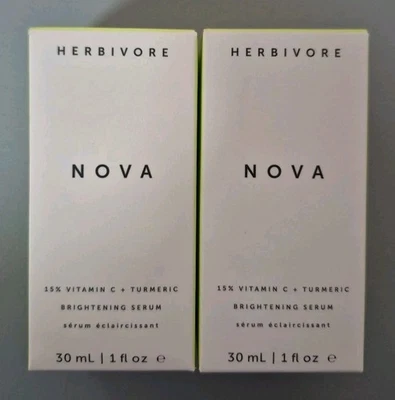 HERBIVORE
NOVA
15% VITAMIN C + TURMERIC
BRIGHTENING SERUM
sérum éclaircissant
30 mL | 1 fl oz ℮
HERBIVORE
NOVA
15% VITAMIN C + TURMERIC
BRIGHTENING SERUM
sérum éclaircissant
30 mL | 1 fl oz ℮